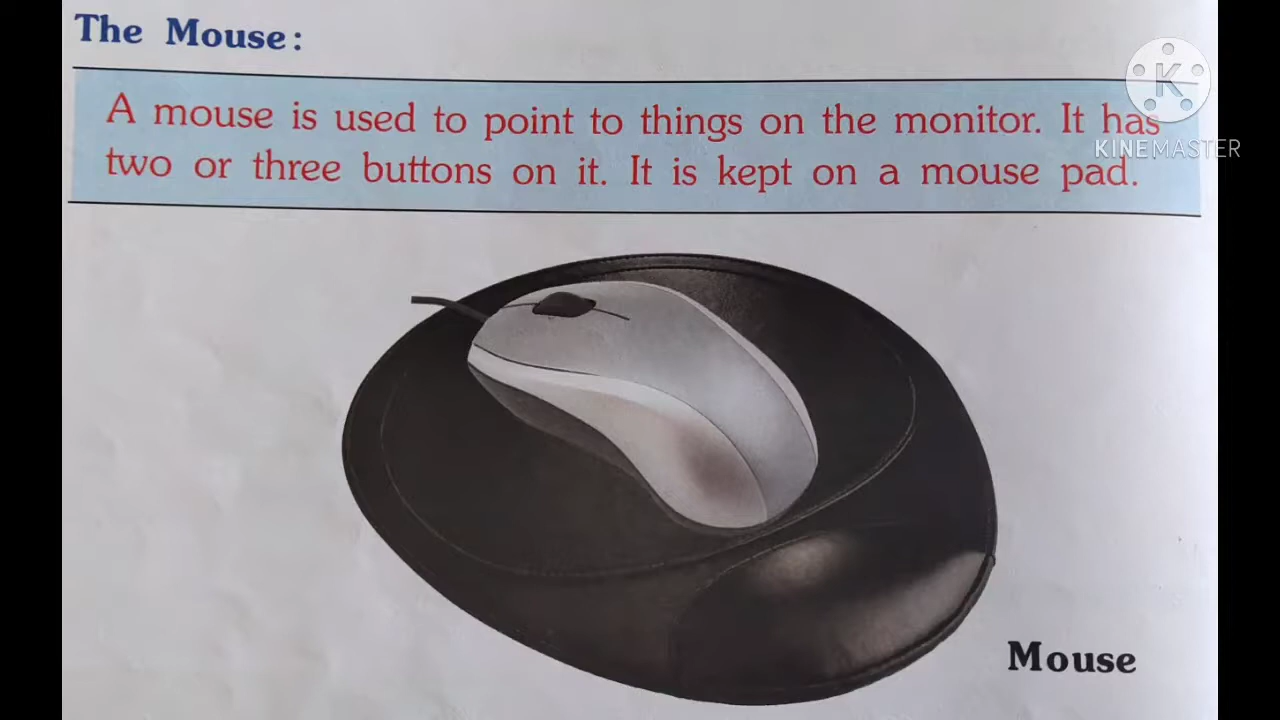 The Mouse:
A mouse is used to point to things on the monitor. It has
two or three buttons on it. It is kept on a mouse pad.
K
KINEMASTER
Mouse